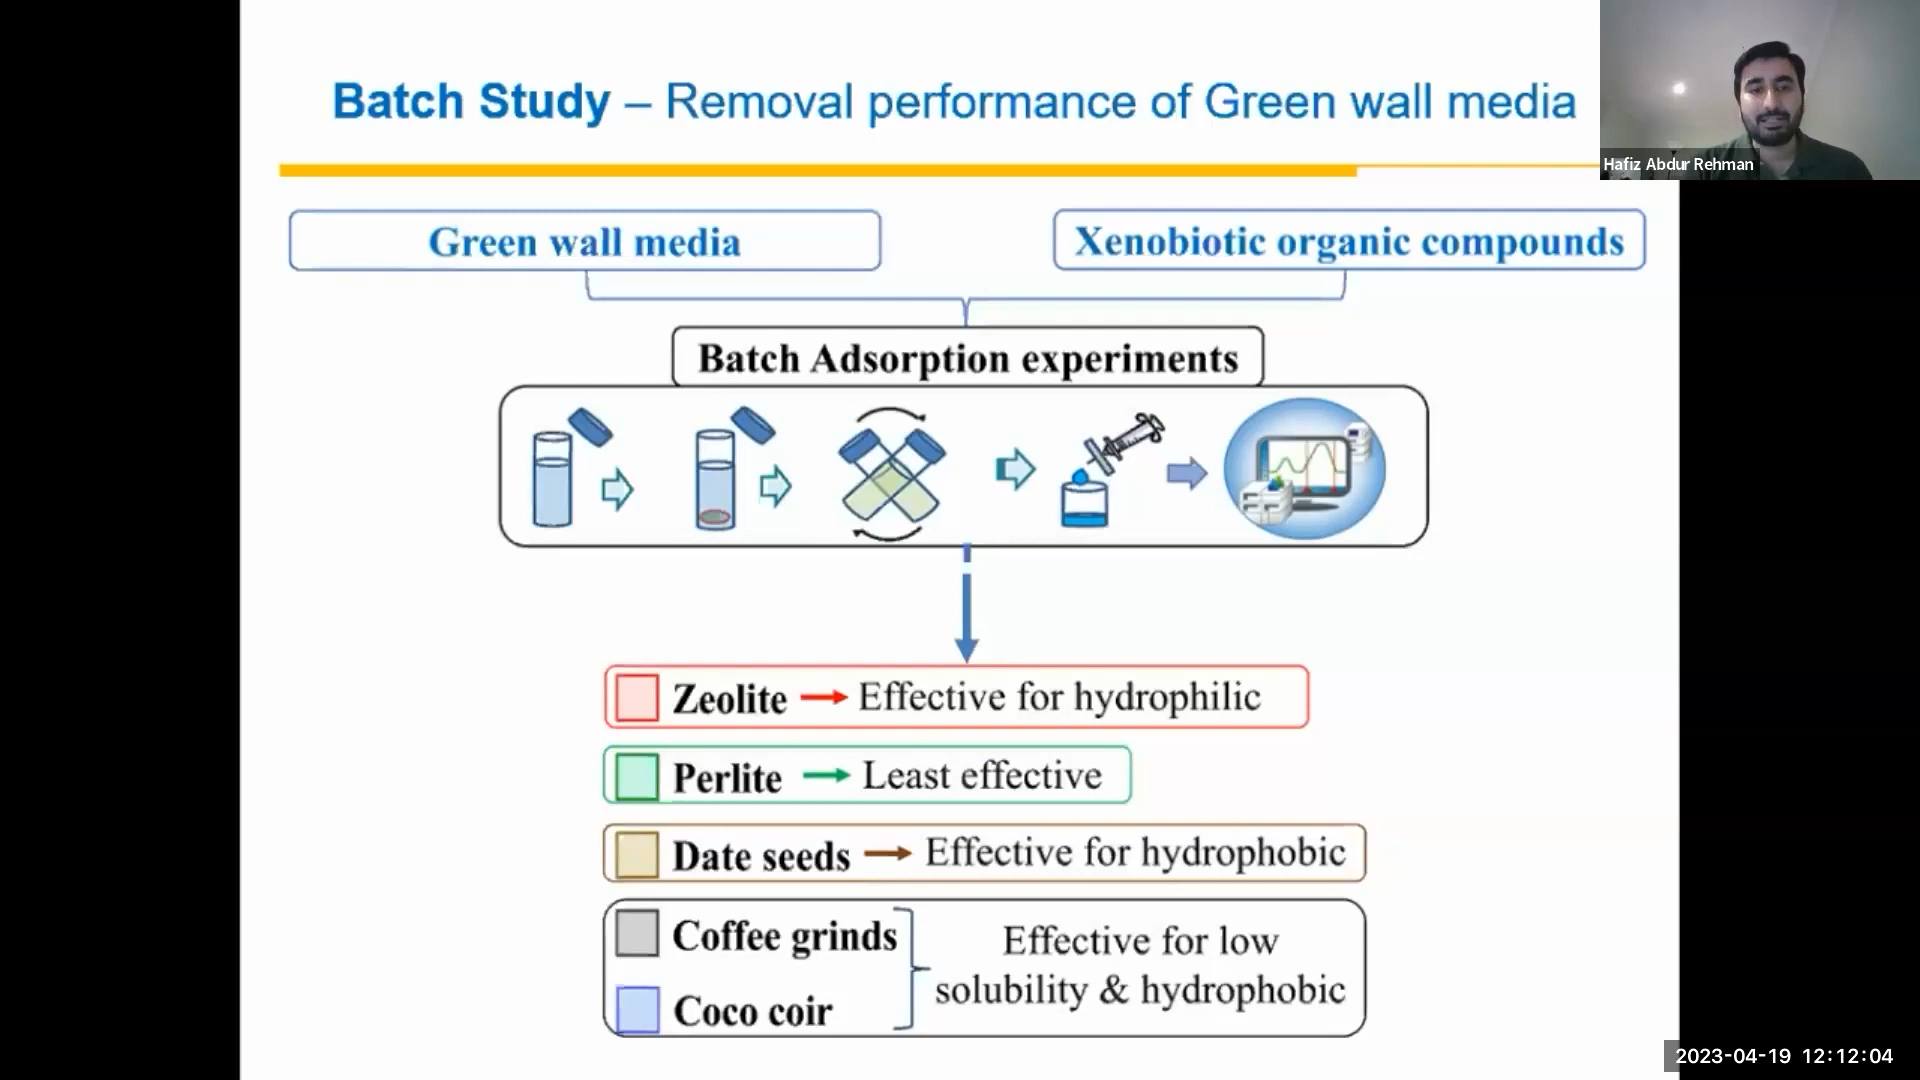 Batch Study – Removal performance of Green wall media
Hafiz Abdur Rehman
Green wall media
Xenobiotic organic compounds
Batch Adsorption experiments
Zeolite → Effective for hydrophilic
Perlite → Least effective
Date seeds → Effective for hydrophobic
Coffee grinds
Coco coir
Effective for low
solubility & hydrophobic
2023-04-19 12:12:04